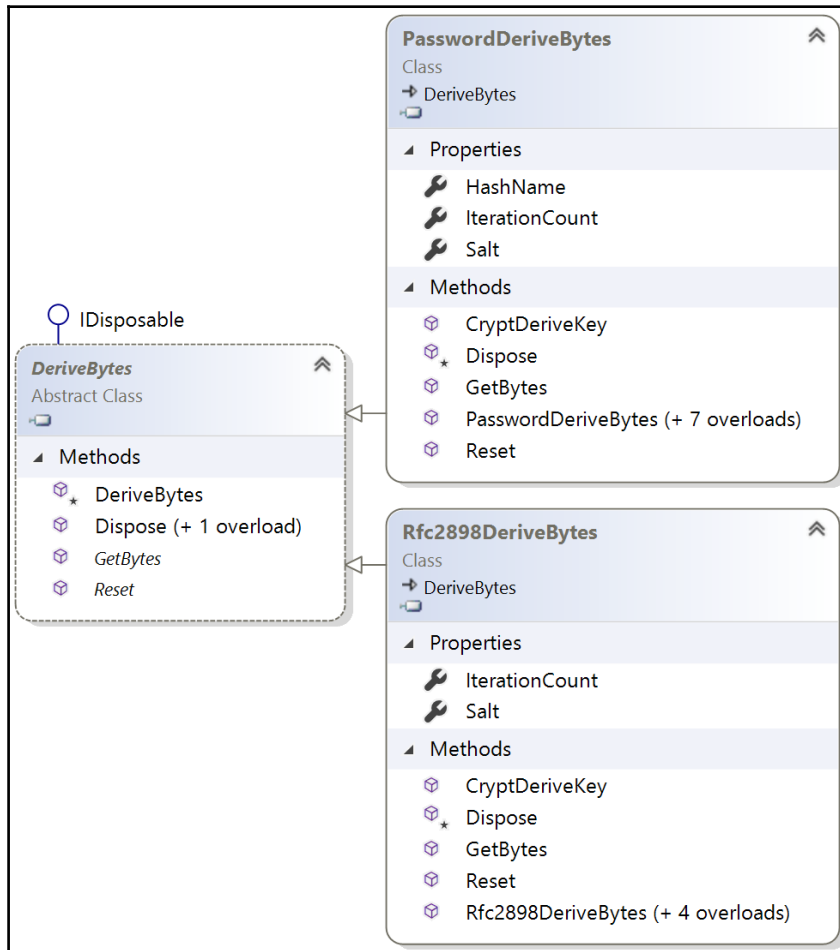 PasswordDeriveBytes
Class
DeriveBytes
Properties
HashName
IterationCount
Salt
Methods
CryptDeriveKey
Dispose
GetBytes
PasswordDeriveBytes (+ 7 overloads)
Reset
IDisposable
DeriveBytes
Abstract Class
Methods
DeriveBytes
Dispose (+ 1 overload)
GetBytes
Reset
Rfc2898DeriveBytes
Class
DeriveBytes
Properties
IterationCount
Salt
Methods
CryptDeriveKey
Dispose
GetBytes
Reset
Rfc2898DeriveBytes (+ 4 overloads)